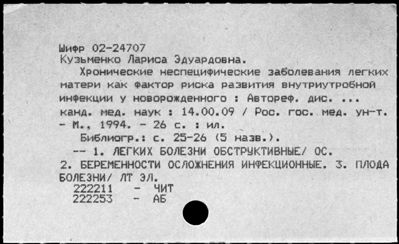 Шифр 02-24707
Кузьменко Лариса Эдуардовна.
Хронические неспецифические заболевания легких
матери как фактор риска развития внутриутробной
инфекции у новорожденного : Автореф. дис. ...
канд. мед. наук : 14.00.09 / Рос. гос. мед. ун-т.
- М., 1994. - 26 с. : ил.
Библиогр.: с. 25-26 (5 назв.).
-- 1. ЛЕГКИХ БОЛЕЗНИ ОБСТРУКТИВНЫЕ/ ОС.
2. БЕРЕМЕННОСТИ ОСЛОЖНЕНИЯ ИНФЕКЦИОННЫЕ. 3. ПЛОДА
БОЛЕЗНИ/ ЛТ ЭЛ.
222211 - ЧИТ
222253 - АБ